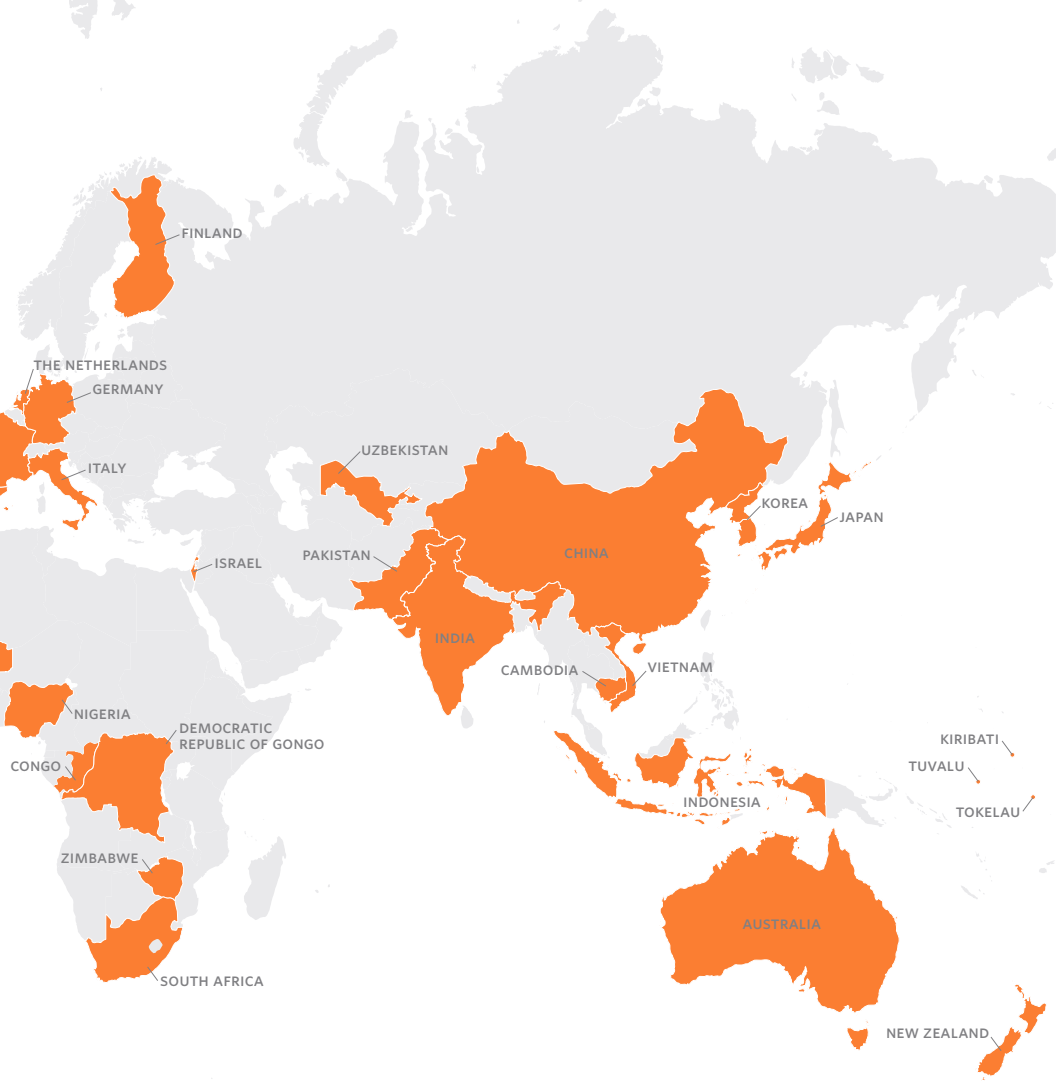 FINLAND
THE NETHERLANDS
GERMANY
UZBEKISTAN
ITALY
KOREA
JAPAN
CHINA
PAKISTAN
ISRAEL
INDIA
CAMBODIA
VIETNAM
NIGERIA
DEMOCRATIC
REPUBLIC OF GONGO
KIRIBATI
CONGO
TUVALU
INDONESIA
TOKELAU
ZIMBABWE
AUSTRALIA
SOUTH AFRICA
NEW ZEALAND